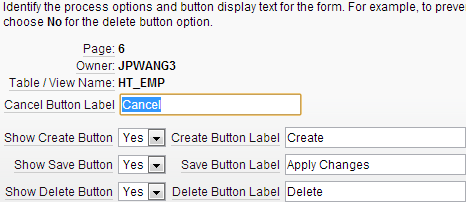 Identify the process options and button display text for the form. For example, to
choose No for the delete button option.
Page: 6
Owner: JPWANG3
Table / View Name: HT_EMP
Cancel Button Label Cancel
Show Create Button Yes Create Button Label Create
Show Save Button Yes Save Button Label Apply Changes
Show Delete Button Yes Delete Button Label Delete